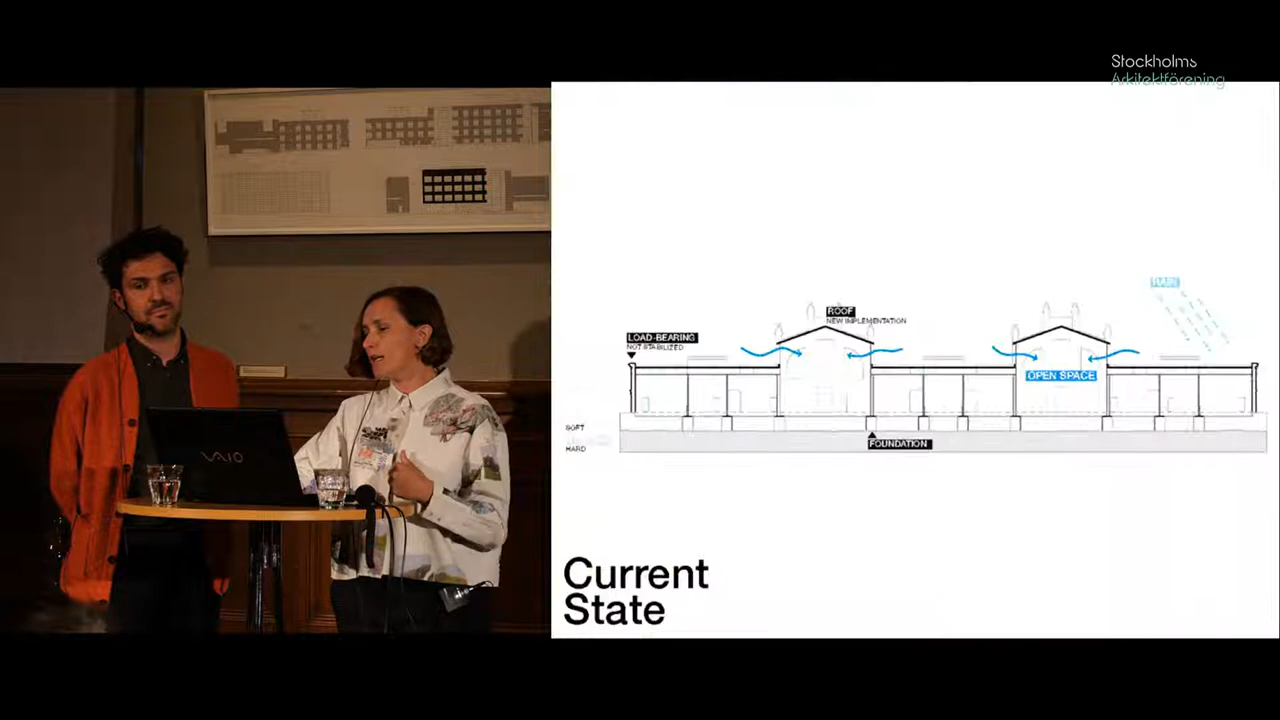 Stockholms
Arkitektförening
RAIN
ROOF
NEW IMPLEMENTATION
LOAD-BEARING
NOT STABILIZED
OPEN SPACE
SOFT
HARD
FOUNDATION
VAIO
Current
State